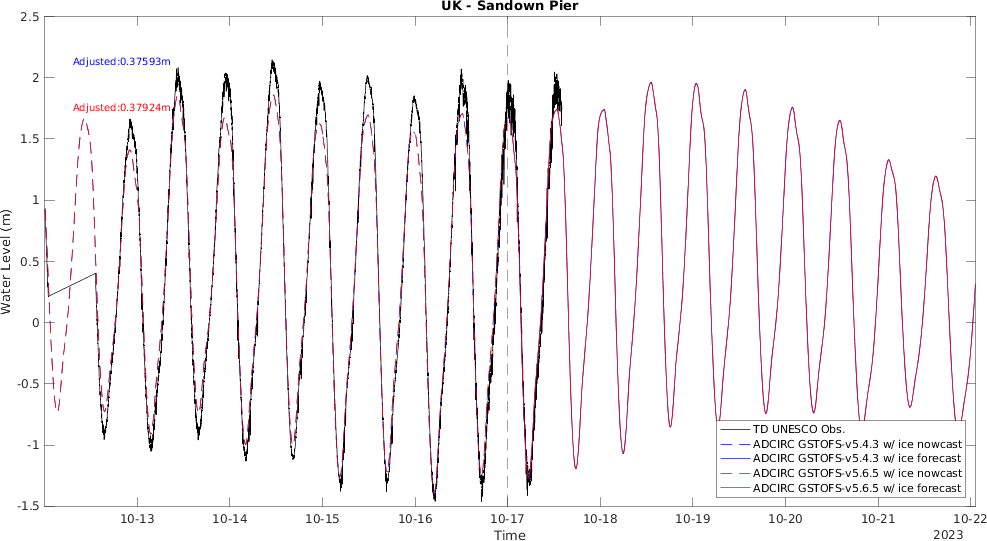 UK - Sandown Pier
Adjusted:0.37593m
Adjusted:0.37924m
Water Level (m)
2.5
2
1.5
1
0.5
0
-0.5
-1
-1.5
10-13
10-14
10-15
10-16
10-17
10-18
10-19
10-20
10-21
10-22
Time
2023
TD UNESCO Obs.
ADCIRC GSTOFS-v5.4.3 w/ ice nowcast
ADCIRC GSTOFS-v5.4.3 w/ ice forecast
ADCIRC GSTOFS-v5.6.5 w/ ice nowcast
ADCIRC GSTOFS-v5.6.5 w/ ice forecast